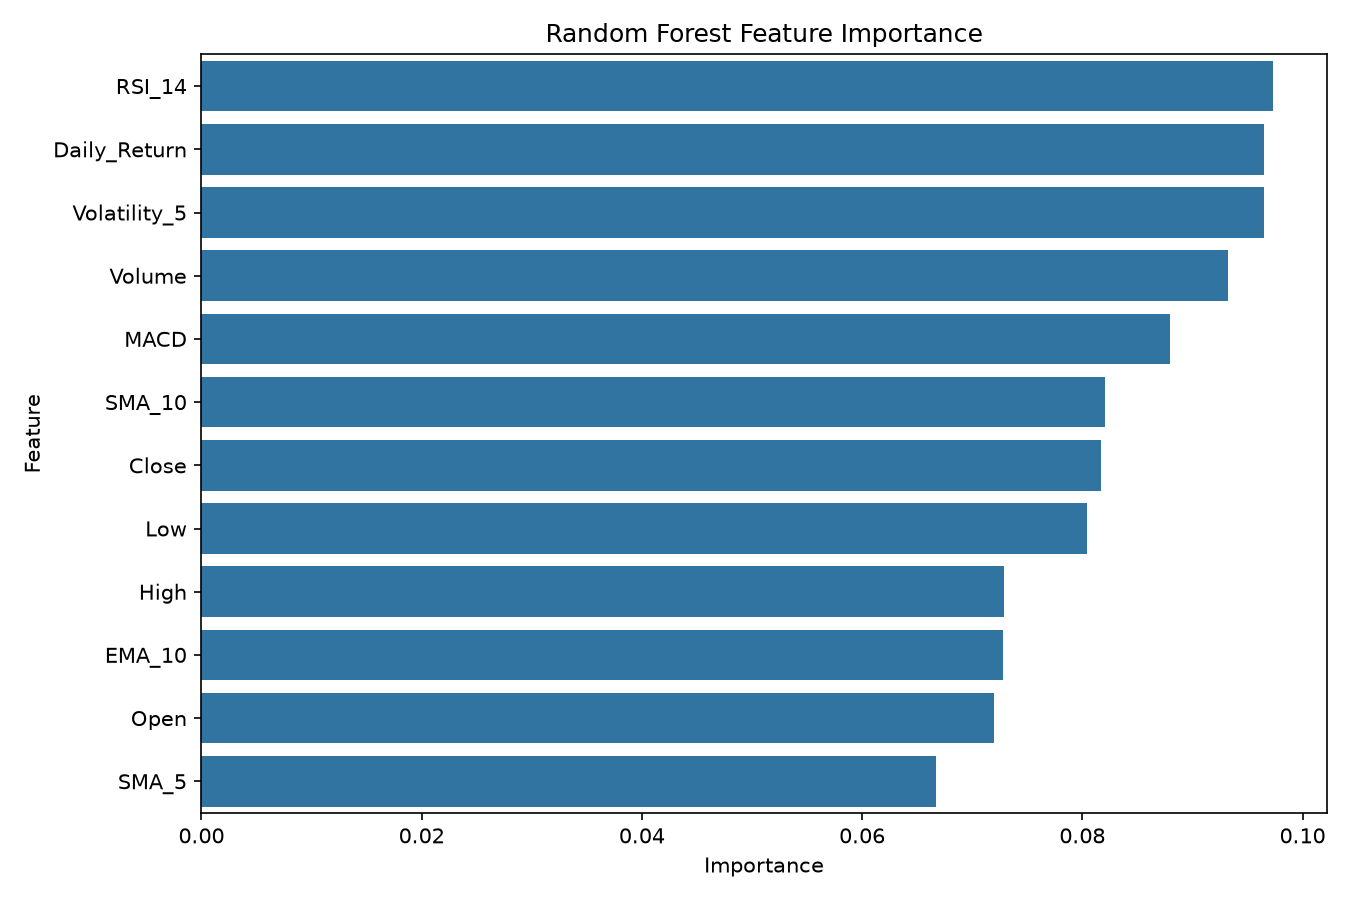 Random Forest Feature Importance
RSI_14
Daily_Return
Volatility_5
Volume
MACD
SMA_10
Close
Low
High
EMA_10
Open
SMA_5
Feature
0.00 0.02 0.04 0.06 0.08 0.10
Importance